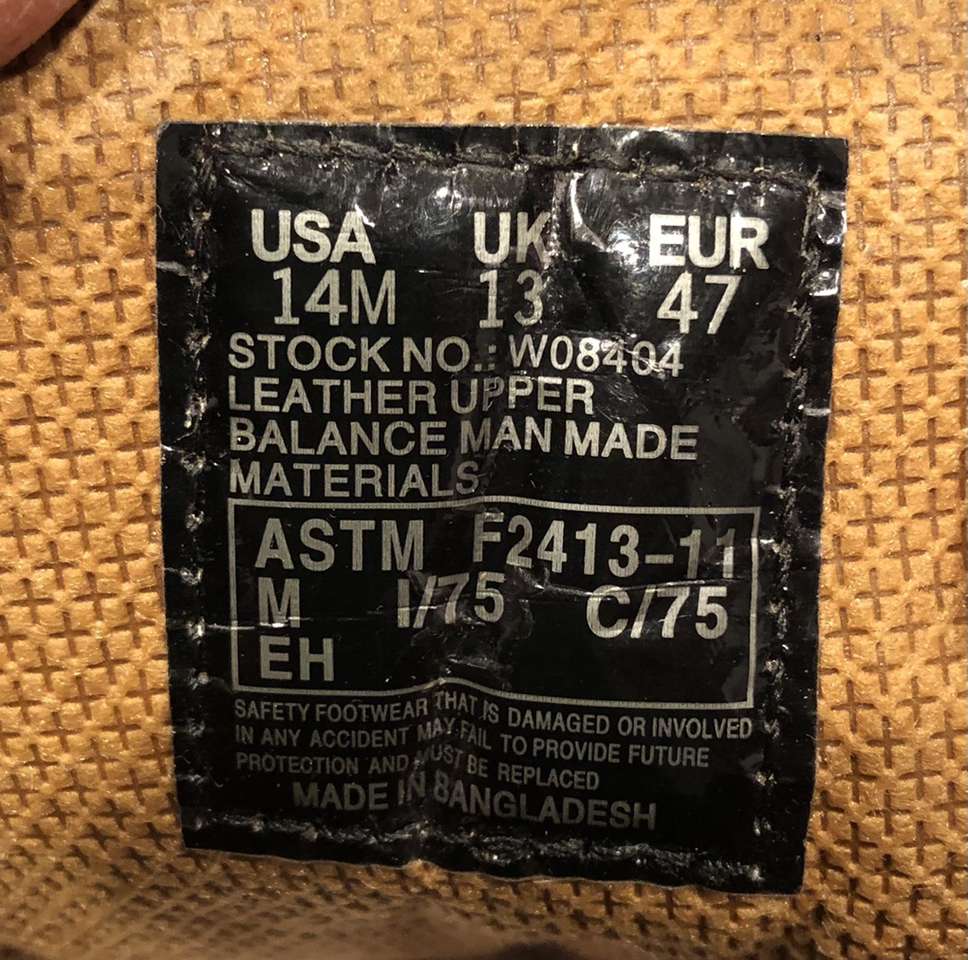 USA UK EUR
14M 13 47
STOCK NO.: W08404
LEATHER UPPER
BALANCE MAN MADE
MATERIALS
ASTM F2413-11
M I/75 C/75
EH
SAFETY FOOTWEAR THAT IS DAMAGED OR INVOLVED
IN ANY ACCIDENT MAY FAIL TO PROVIDE FUTURE
PROTECTION AND MUST BE REPLACED
MADE IN BANGLADESH